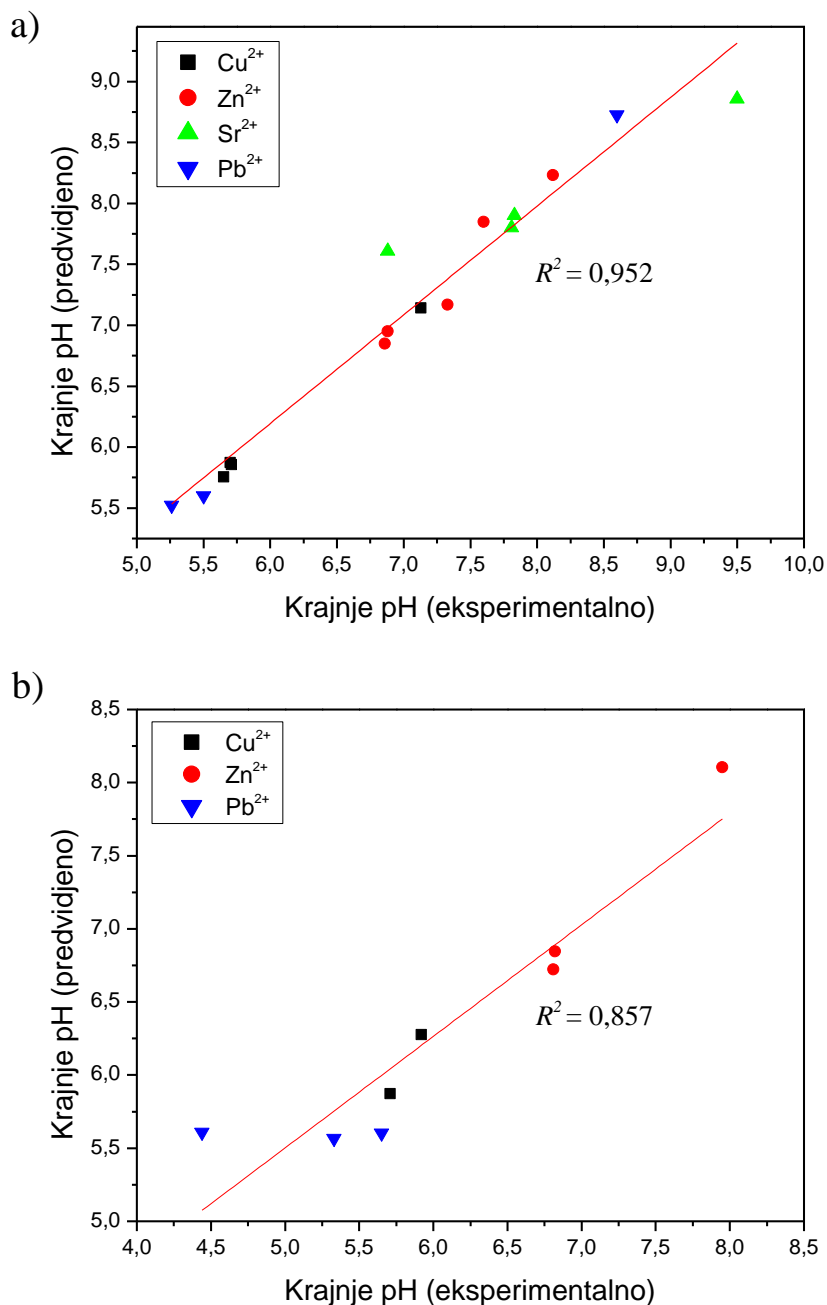 a)
Cu2+
Zn2+
Sr2+
Pb2+
9,0
8,5
8,0
7,5
7,0
6,5
6,0
5,5
Krajnje pH (predvidjeno)
R2 = 0,952
5,0 5,5 6,0 6,5 7,0 7,5 8,0 8,5 9,0 9,5 10,0
Krajnje pH (eksperimentalno)
b)
Cu2+
Zn2+
Pb2+
8,5
8,0
7,5
7,0
6,5
6,0
5,5
5,0
Krajnje pH (predvidjeno)
R2 = 0,857
4,0 4,5 5,0 5,5 6,0 6,5 7,0 7,5 8,0 8,5
Krajnje pH (eksperimentalno)